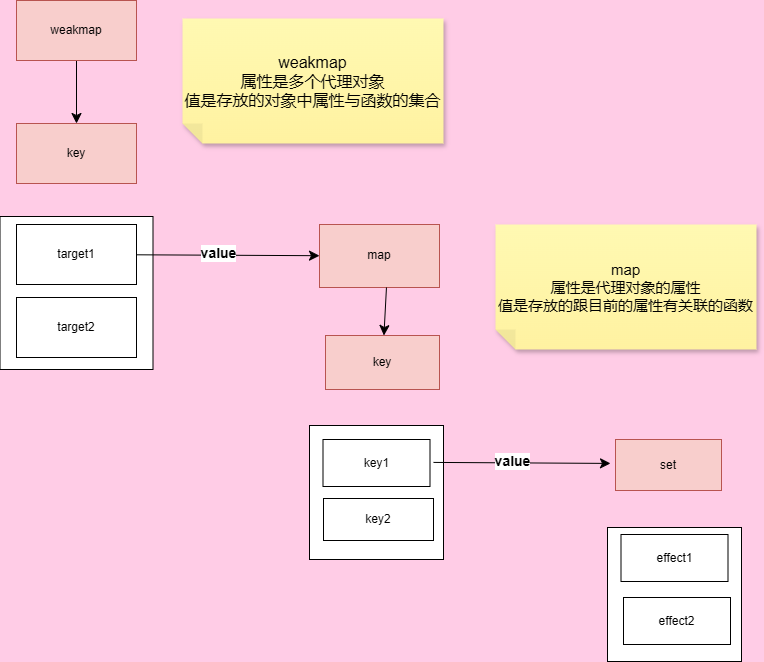 weakmap
weakmap
属性是多个代理对象
值是存放的对象中属性与函数的集合
key
target1
value
map
map
属性是代理对象的属性
值是存放的跟目前的属性有关联的函数
target2
key
key1
value
set
key2
effect1
effect2